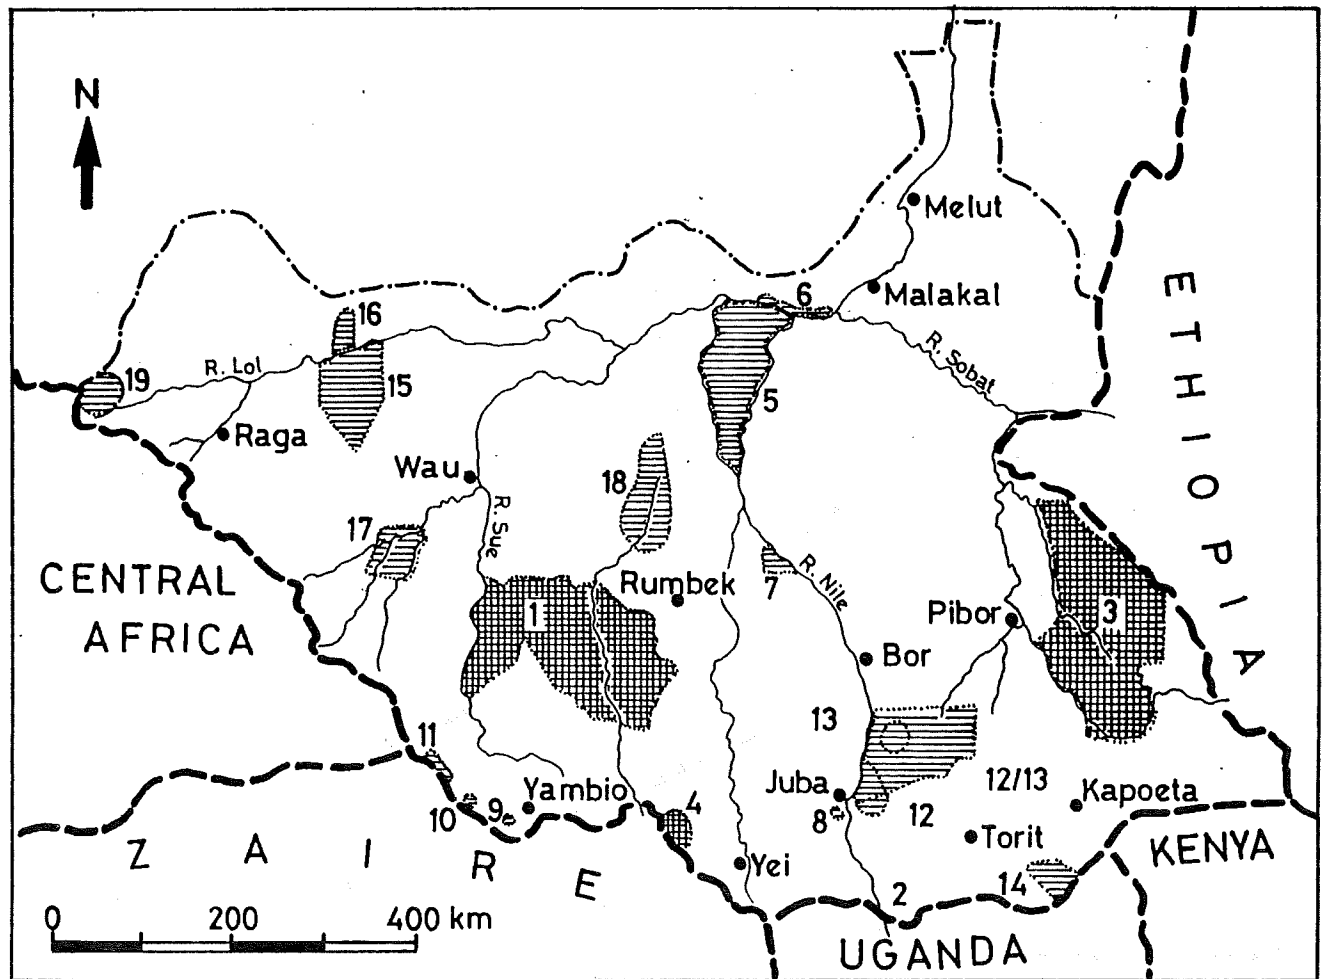 N
Melut
Malakal
6
16
R. Lol
19
15
Raga
5
R. Sobat
ETHIOPIA
Wau
18
R. Sue
17
CENTRAL
AFRICA
1
Rumbek
7
R. Nile
Pibor
3
Bor
13
11
Juba
12/13
Kapoeta
10
9
Yambio
4
8
12
Torit
ZAIRE
Yei
14
KENYA
2
UGANDA
0 200 400 km